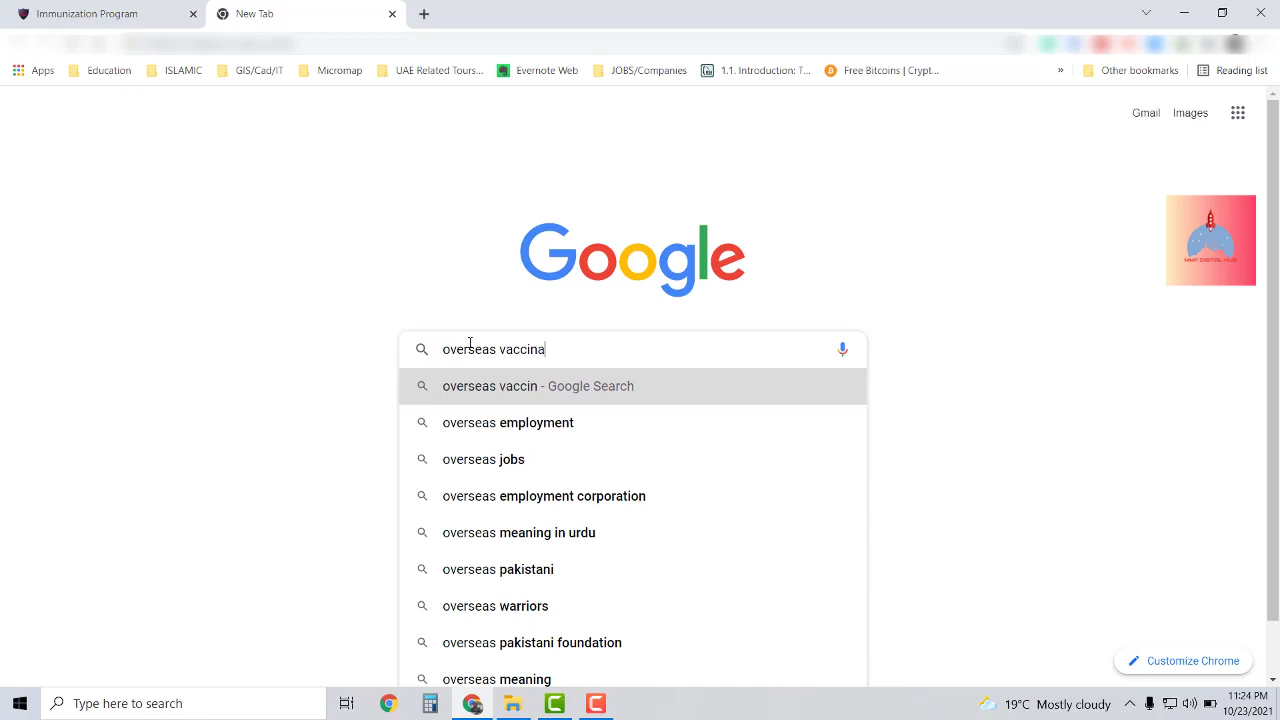 Immunization Program
New Tab
Apps Education ISLAMIC GIS/Cad/IT Micromap UAE Related Tours... Evernote Web JOBS/Companies 1.1. Introduction: T... Free Bitcoins | Crypt... » Other bookmarks Reading list
Gmail Images
Google
MMF DIGITAL HUB
overseas vaccina
overseas vaccin - Google Search
overseas employment
overseas jobs
overseas employment corporation
overseas meaning in urdu
overseas pakistani
overseas warriors
overseas pakistani foundation
overseas meaning
Customize Chrome
Type here to search
19°C Mostly cloudy
11:24 PM
10/23/2021